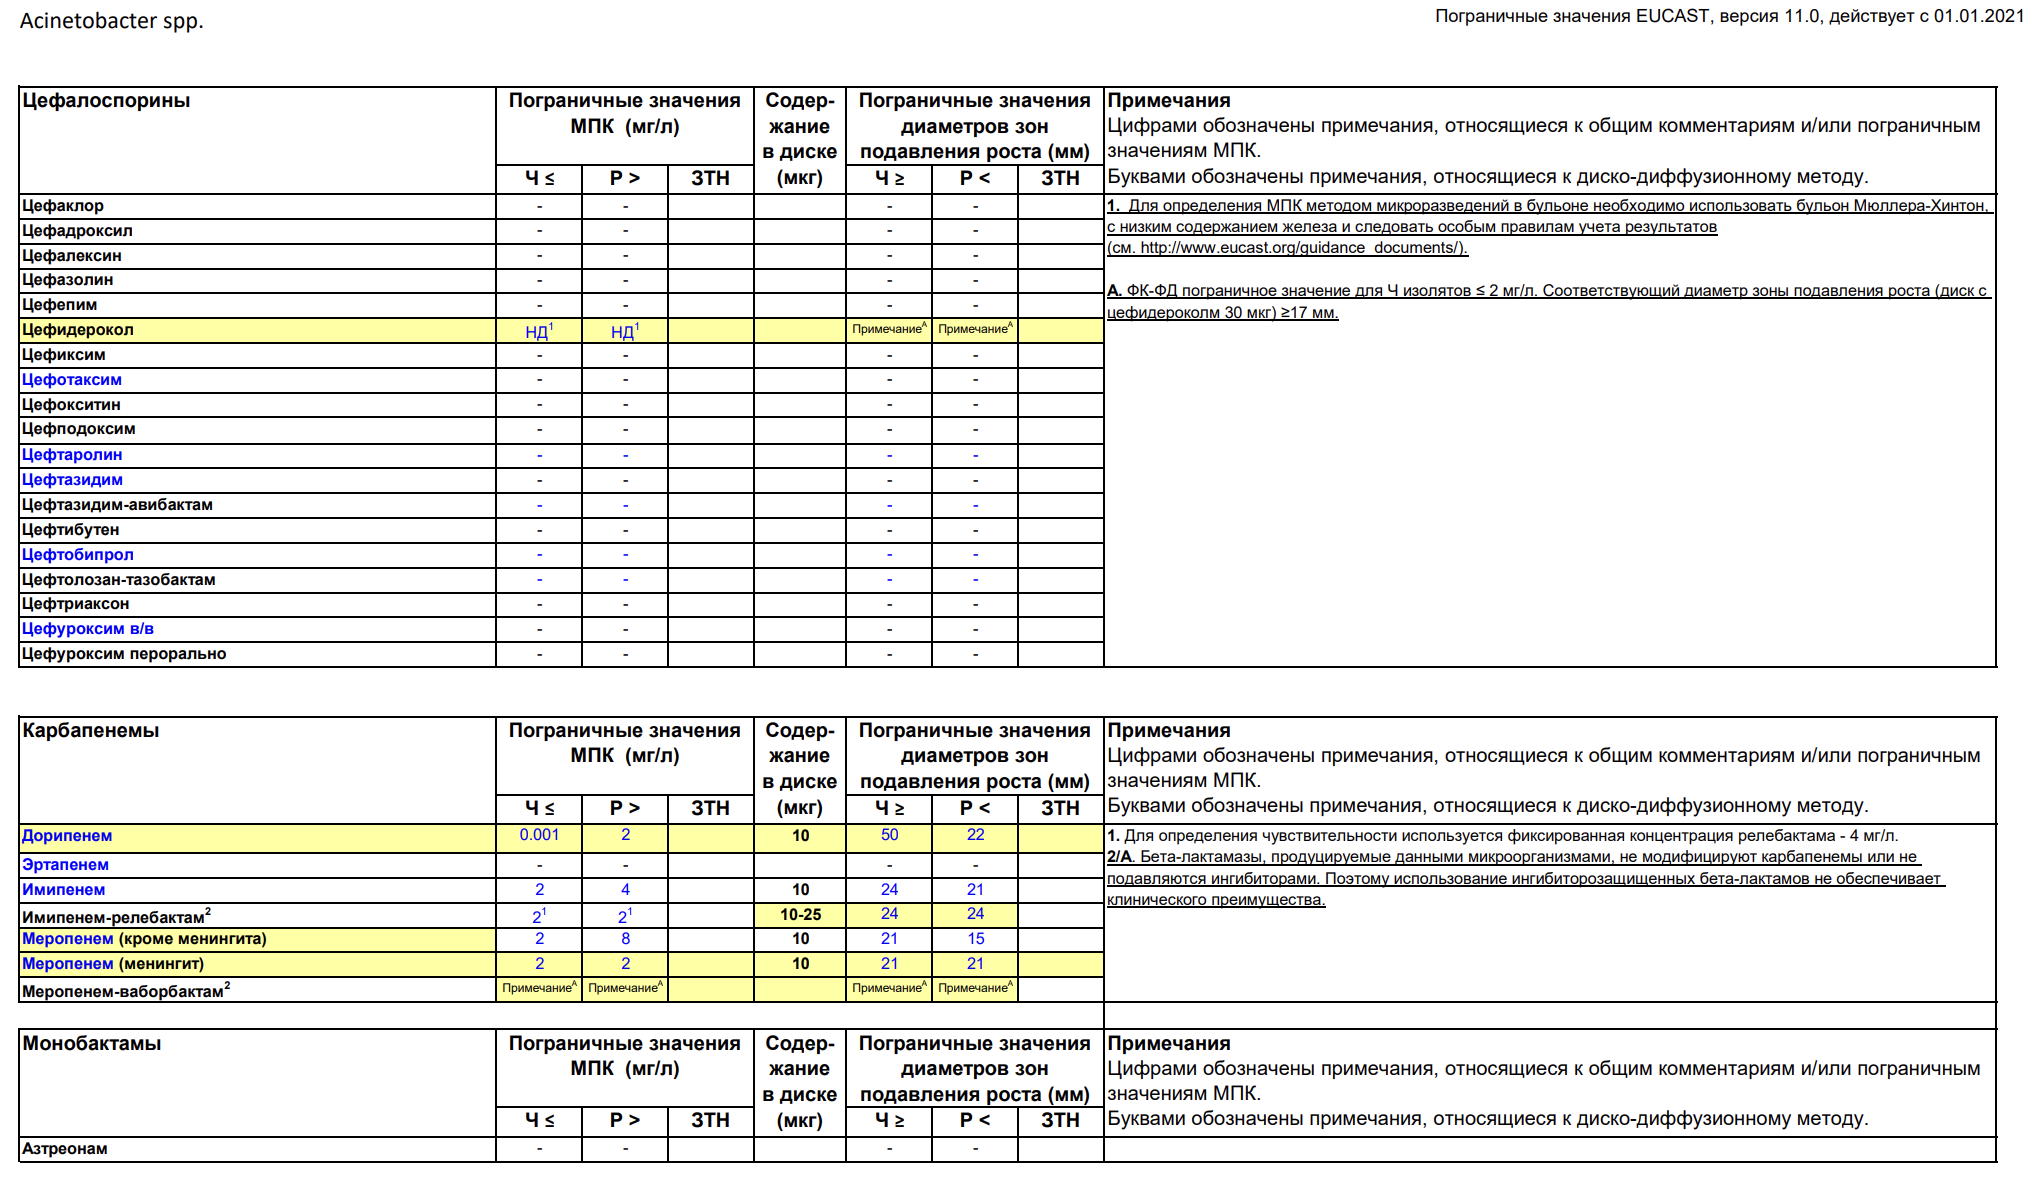 Acinetobacter spp.
Пограничные значения EUCAST, версия 11.0, действует с 01.01.2021
Цефалоспорины
Пограничные значения МПК (мг/л)
Содер-
жание
в диске
(мкг)
Пограничные значения
диаметров зон
подавления роста (мм)
Примечания
Цифрами обозначены примечания, относящиеся к общим комментариям и/или пограничным
значениям МПК.
Буквами обозначены примечания, относящиеся к диско-диффузионному методу.
Ч ≤ Р > ЗТН Ч ≥ Р < ЗТН
Цефаклор - - - -
Цефадроксил - - - -
Цефалексин - - - -
Цефазолин - - - -
Цефепим - - - -
Цефидерокол НД1 НД1 ПримечаниеА ПримечаниеА
Цефиксим - - - -
Цефотаксим - - - -
Цефокситин - - - -
Цефподоксим - - - -
Цефтаролин - - - -
Цефтазидим - - - -
Цефтазидим-авибактам - - - -
Цефтибутен - - - -
Цефтобипрол - - - -
Цефтолозан-тазобактам - - - -
Цефтриаксон - - - -
Цефуроксим в/в - - - -
Цефуроксим перорально - - - -
1. Для определения МПК методом микроразведений в бульоне необходимо использовать бульон Мюллера-Хинтон,
с низким содержанием железа и следовать особым правилам учета результатов
(см. http://www.eucast.org/guidance_documents/).
А. ФК-ФД пограничное значение для Ч изолятов ≤ 2 мг/л. Соответствующий диаметр зоны подавления роста (диск с
цефидероколм 30 мкг) ≥17 мм.
Карбапенемы
Пограничные значения
МПК (мг/л)
Содер-
жание
в диске
(мкг)
Пограничные значения
диаметров зон
подавления роста (мм)
Примечания
Цифрами обозначены примечания, относящиеся к общим комментариям и/или пограничным
значениям МПК.
Буквами обозначены примечания, относящиеся к диско-диффузионному методу.
Ч ≤ Р > ЗТН Ч ≥ Р < ЗТН
Дорипенем 0.001 2 10 50 22
Эртапенем - - - -
Имипенем 2 4 10 24 21
Имипенем-релебактам2 21 21 10-25 24 24
Меропенем (кроме менингита) 2 8 10 21 15
Меропенем (менингит) 2 2 10 21 21
Меропенем-ваборбактам2 ПримечаниеА ПримечаниеА ПримечаниеА ПримечаниеА
1. Для определения чувствительности используется фиксированная концентрация релебактама - 4 мг/л.
2/А. Бета-лактамазы, продуцируемые данными микроорганизмами, не модифицируют карбапенемы или не
подавляются ингибиторами. Поэтому использование ингибиторозащищенных бета-лактамов не обеспечивает
клинического преимущества.
Монобактамы
Пограничные значения
МПК (мг/л)
Содер-
жание
в диске
(мкг)
Пограничные значения
диаметров зон
подавления роста (мм)
Примечания
Цифрами обозначены примечания, относящиеся к общим комментариям и/или пограничным
значениям МПК.
Буквами обозначены примечания, относящиеся к диско-диффузионному методу.
Ч ≤ Р > ЗТН Ч ≥ Р < ЗТН
Азтреонам - - - -